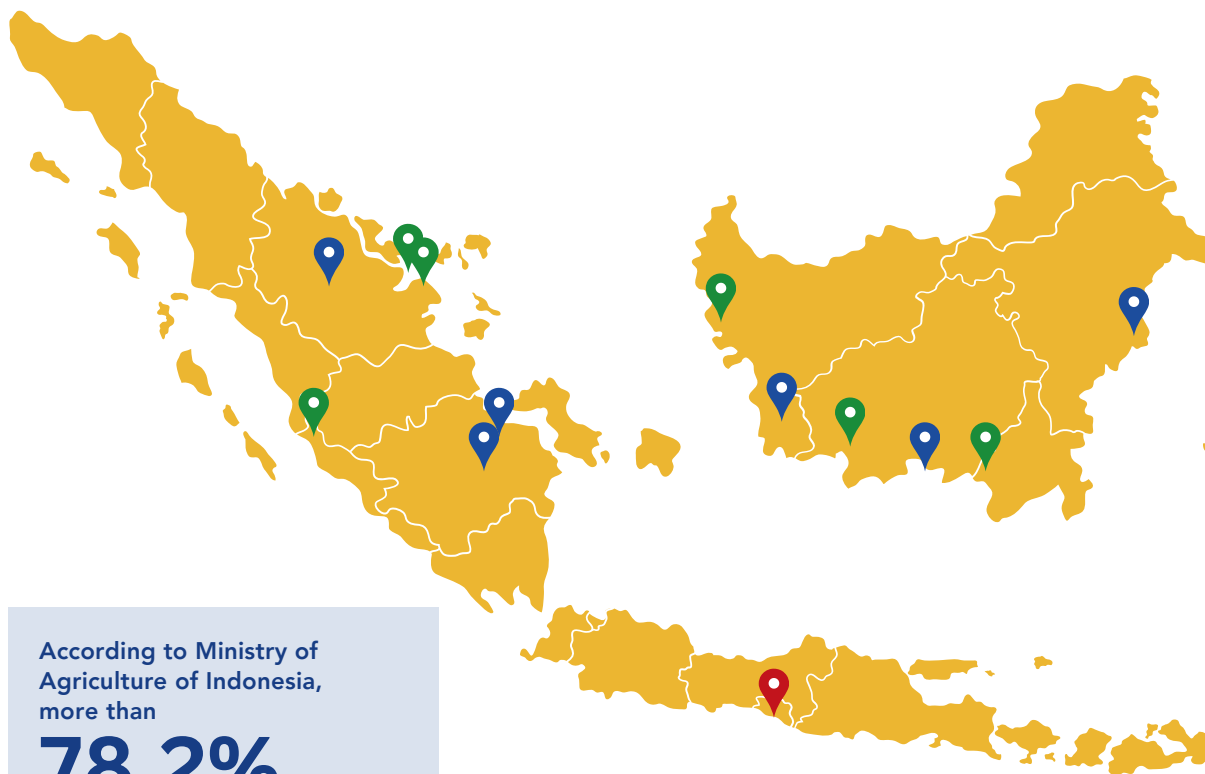 According to Ministry of
Agriculture of Indonesia,
more than
78.2%